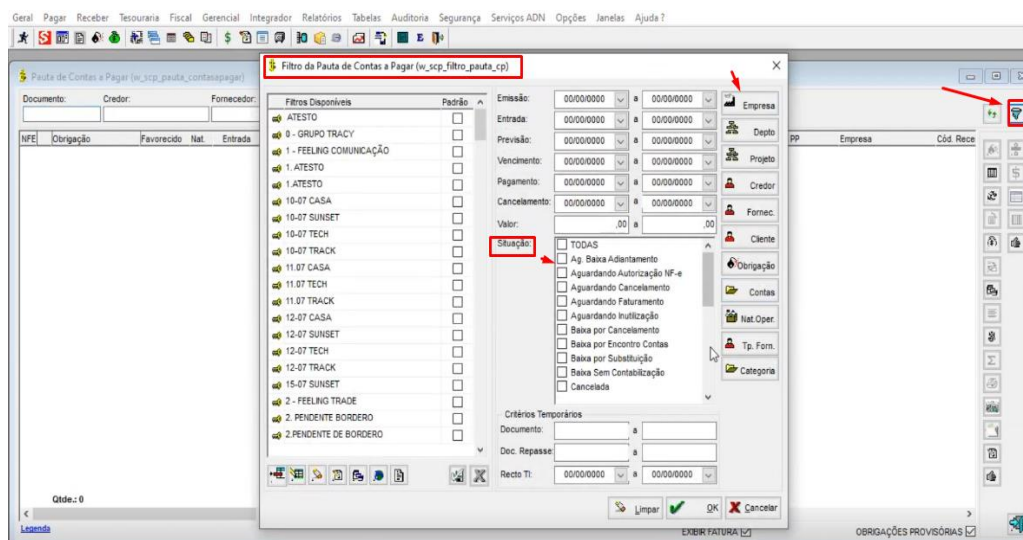 Geral Pagar Receber Tesouraria Fiscal Gerencial Integrador Relatórios Tabelas Auditoria Segurança Serviços ADN Opções Janelas Ajuda ?
Pauta de Contas a Pagar (w_scp_pauta_contasapagar)
Documento: Credor: Fornecedor:
NFE Obrigação Favorecido Nat. Entrada PP Empresa Cód. Rece
Filtro da Pauta de Contas a Pagar (w_scp_filtro_pauta_cp)
Filtros Disponíveis Padrão
ATESTO
0 - GRUPO TRACY
1 - FEELING COMUNICAÇÃO
1. ATESTO
1.ATESTO
10-07 CASA
10-07 SUNSET
10-07 TECH
10-07 TRACK
11.07 CASA
11.07 TECH
11.07 TRACK
12-07 CASA
12-07 SUNSET
12-07 TECH
12-07 TRACK
15-07 SUNSET
2 - FEELING TRADE
2. PENDENTE BORDERO
2.PENDENTE DE BORDERO
Emissão: 00/00/0000 a 00/00/0000
Entrada: 00/00/0000 a 00/00/0000
Previsão: 00/00/0000 a 00/00/0000
Vencimento: 00/00/0000 a 00/00/0000
Pagamento: 00/00/0000 a 00/00/0000
Cancelamento: 00/00/0000 a 00/00/0000
Valor: ,00 a ,00
Situação:
TODAS
Ag. Baixa Adiantamento
Aguardando Autorização NF-e
Aguardando Cancelamento
Aguardando Faturamento
Aguardando Inutilização
Baixa por Cancelamento
Baixa por Encontro Contas
Baixa por Substituição
Baixa Sem Contabilização
Cancelada
Critérios Temporários
Documento: a
Doc. Repasse: a
Recto TI: 00/00/0000 a 00/00/0000
Empresa
Depto
Projeto
Credor
Fornec.
Cliente
Obrigação
Contas
Nat.Oper.
Tp. Forn.
Categoria
Limpar OK Cancelar
Qtde.: 0
Legenda
EXIBIR FATURA
OBRIGAÇÕES PROVISÓRIAS